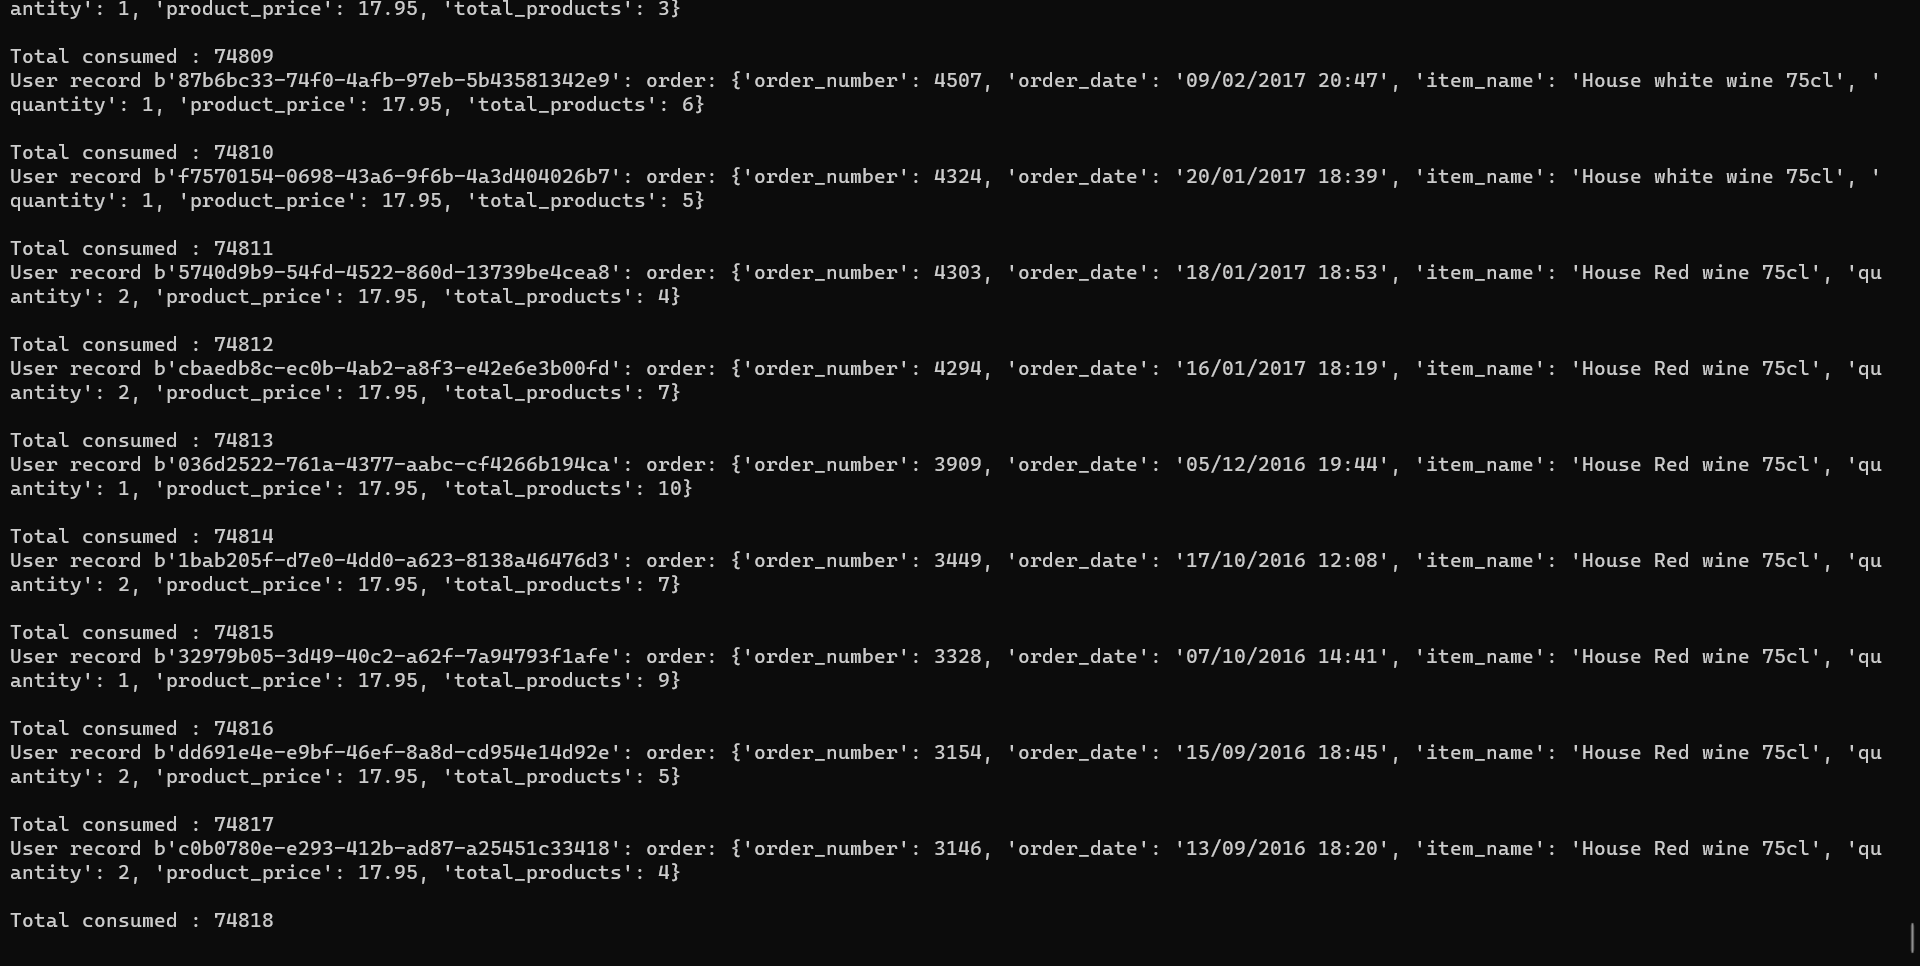 antity': 1, 'product_price': 17.95, 'total_products': 3}
Total consumed : 74809
User record b'87b6bc33-74f0-4afb-97eb-5b43581342e9': order: {'order_number': 4507, 'order_date': '09/02/2017 20:47', 'item_name': 'House white wine 75cl', '
quantity': 1, 'product_price': 17.95, 'total_products': 6}
Total consumed : 74810
User record b'f7570154-0698-43a6-9f6b-4a3d404026b7': order: {'order_number': 4324, 'order_date': '20/01/2017 18:39', 'item_name': 'House white wine 75cl', '
quantity': 1, 'product_price': 17.95, 'total_products': 5}
Total consumed : 74811
User record b'5740d9b9-54fd-4522-860d-13739be4cea8': order: {'order_number': 4303, 'order_date': '18/01/2017 18:53', 'item_name': 'House Red wine 75cl', 'qu
antity': 2, 'product_price': 17.95, 'total_products': 4}
Total consumed : 74812
User record b'cbaedb8c-ec0b-4ab2-a8f3-e42e6e3b00fd': order: {'order_number': 4294, 'order_date': '16/01/2017 18:19', 'item_name': 'House Red wine 75cl', 'qu
antity': 2, 'product_price': 17.95, 'total_products': 7}
Total consumed : 74813
User record b'036d2522-761a-4377-aabc-cf4266b194ca': order: {'order_number': 3909, 'order_date': '05/12/2016 19:44', 'item_name': 'House Red wine 75cl', 'qu
antity': 1, 'product_price': 17.95, 'total_products': 10}
Total consumed : 74814
User record b'1bab205f-d7e0-4dd0-a623-8138a46476d3': order: {'order_number': 3449, 'order_date': '17/10/2016 12:08', 'item_name': 'House Red wine 75cl', 'qu
antity': 2, 'product_price': 17.95, 'total_products': 7}
Total consumed : 74815
User record b'32979b05-3d49-40c2-a62f-7a94793f1afe': order: {'order_number': 3328, 'order_date': '07/10/2016 14:41', 'item_name': 'House Red wine 75cl', 'qu
antity': 1, 'product_price': 17.95, 'total_products': 9}
Total consumed : 74816
User record b'dd691e4e-e9bf-46ef-8a8d-cd954e14d92e': order: {'order_number': 3154, 'order_date': '15/09/2016 18:45', 'item_name': 'House Red wine 75cl', 'qu
antity': 2, 'product_price': 17.95, 'total_products': 5}
Total consumed : 74817
User record b'c0b0780e-e293-412b-ad87-a25451c33418': order: {'order_number': 3146, 'order_date': '13/09/2016 18:20', 'item_name': 'House Red wine 75cl', 'qu
antity': 2, 'product_price': 17.95, 'total_products': 4}
Total consumed : 74818